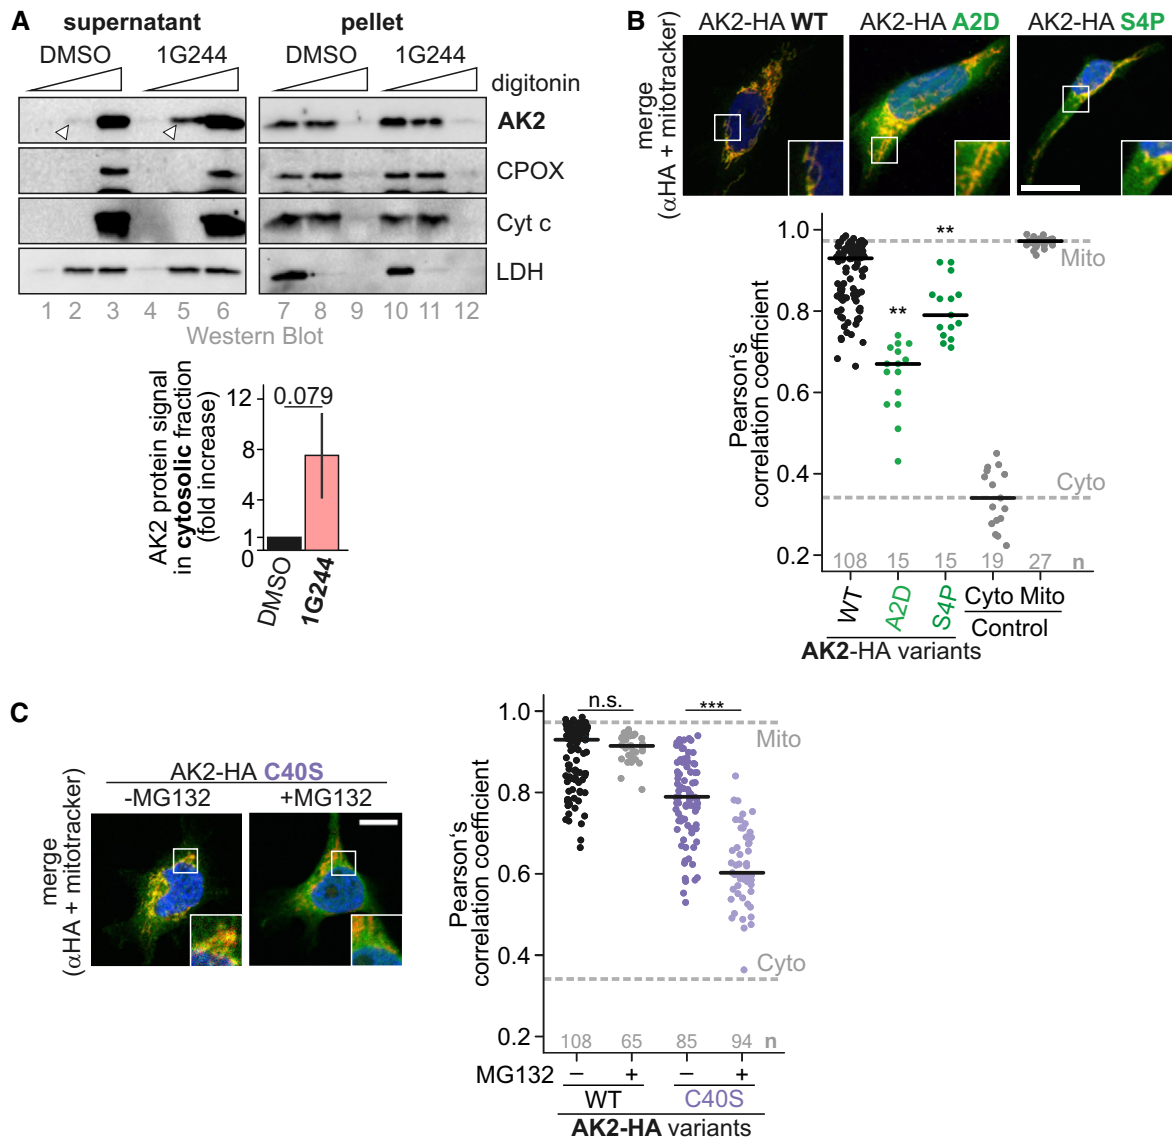 A
supernatant
pellet
DMSO
1G244
DMSO
1G244
digitonin
AK2
CPOX
Cyt c
LDH
1 2 3 4 5 6 7 8 9 10 11 12
Western Blot
AK2 protein signal
in cytosolic fraction
(fold increase)
12
8
4
1
0
0.079
DMSO
1G244
B
AK2-HA WT
AK2-HA A2D
AK2-HA S4P
merge
(αHA + mitotracker)
Pearson‘s
correlation coefficient
1.0
0.8
0.6
0.4
0.2
**
**
Mito
Cyto
108 15 15 19 27 n
WT
A2D
S4P
Cyto Mito
Control
AK2-HA variants
C
AK2-HA C40S
-MG132
+MG132
merge
(αHA + mitotracker)
Pearson‘s
correlation coefficient
1.0
0.8
0.6
0.4
0.2
n.s.
***
Mito
Cyto
108 65 85 94 n
MG132 − + − +
WT
C40S
AK2-HA variants